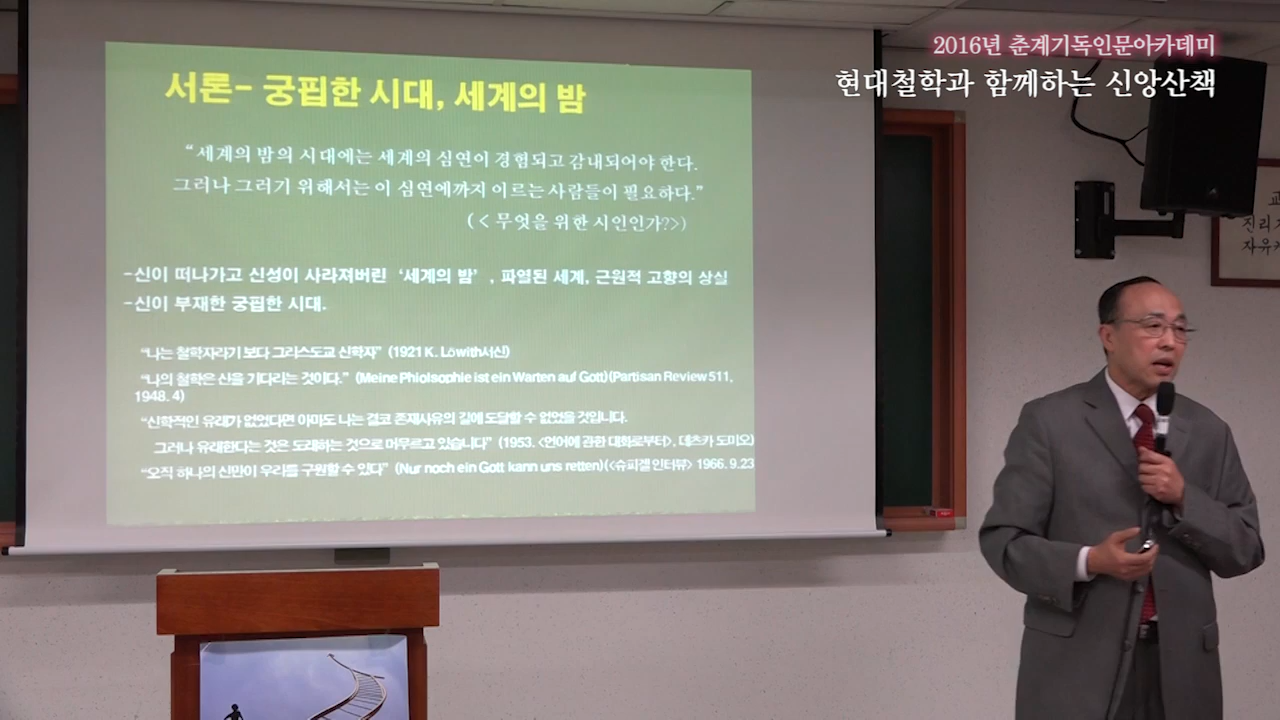 2016년 춘계기독인문아카데미
현대철학과 함께하는 신앙산책
서론- 궁핍한 시대, 세계의 밤
“세계의 밤의 시대에는 세계의 심연이 경험되고 감내되어야 한다.
그러나 그러기 위해서는 이 심연에까지 이르는 사람들이 필요하다.”
(< 무엇을 위한 시인인가?>)
-신이 떠나가고 신성이 사라져버린 ‘세계의 밤’, 파열된 세계, 근원적 고향의 상실
-신이 부재한 궁핍한 시대.
“나는 철학자라기 보다 그리스도교 신학자” (1921 K. Löwith서신)
“나의 철학은 신을 기다리는 것이다.” (Meine Phiolsophie ist ein Warten auf Gott)(Partisan Review 511,
1948. 4)
“신학적인 유래가 없었다면 아마도 나는 결코 존재사유의 길에 도달할 수 없었을 것입니다.
그러나 유래한다는 것은 도래하는 것으로 머무르고 있습니다” (1953. <언어에 관한 대화로부터>, 데츠카 도미오)
“오직 하나의 신만이 우리를 구원할 수 있다” (Nur noch ein Gott kann uns retten)(<슈피겔 인터뷰> 1966. 9.23
교
진리
자유